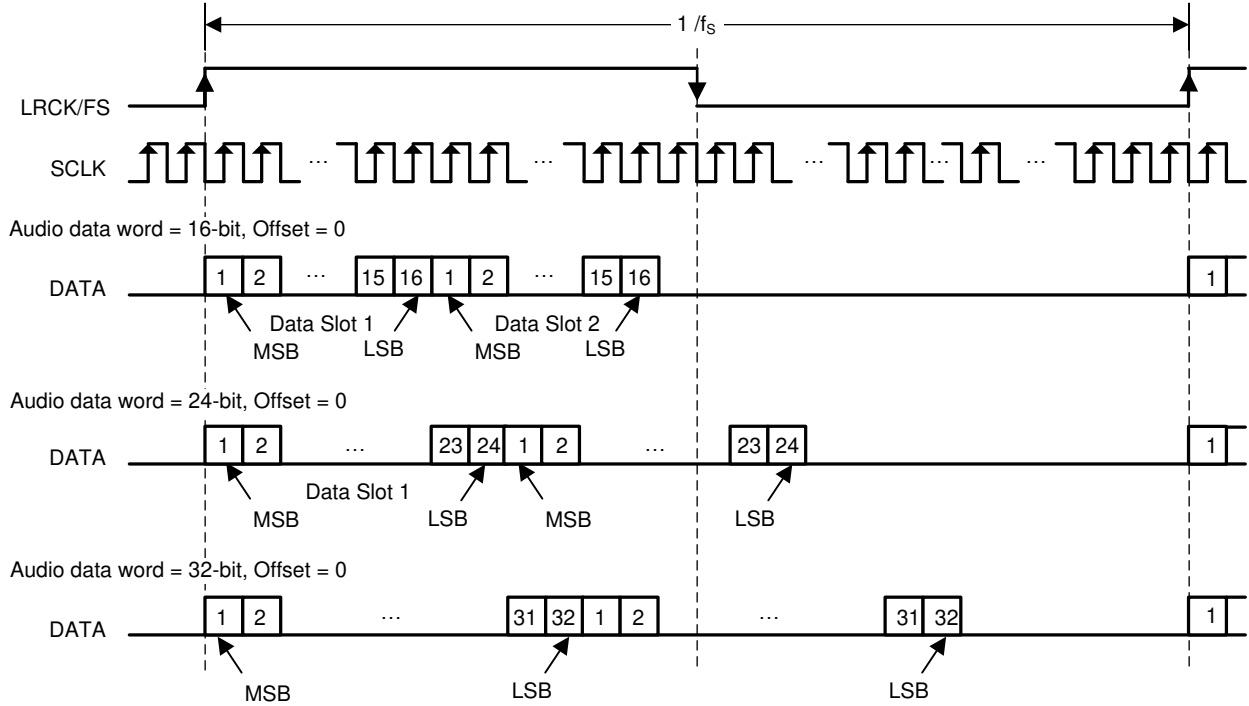 1 /fS
LRCK/FS
SCLK … … … … …
Audio data word = 16-bit, Offset = 0
DATA 1 2 … 15 16 1 2 … 15 16 1
Data Slot 1 Data Slot 2
MSB LSB MSB LSB
Audio data word = 24-bit, Offset = 0
DATA 1 2 … 23 24 1 2 … 23 24 1
Data Slot 1
MSB LSB MSB LSB
Audio data word = 32-bit, Offset = 0
DATA 1 2 … 31 32 1 2 … 31 32 1
MSB LSB LSB